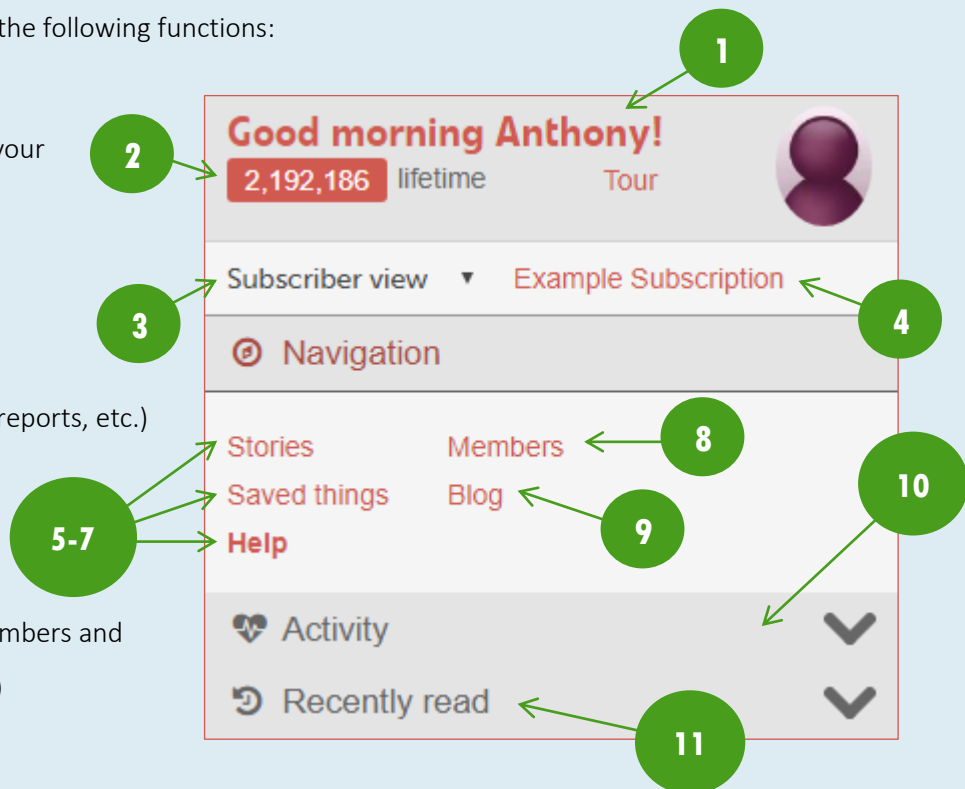 the following functions:
1
Good morning Anthony!
your
2
2,192,186 lifetime Tour
Subscriber view ▼ Example Subscription
3
4
Navigation
reports, etc.)
Stories Members
8
Saved things Blog
10
5-7
Help
9
mbers and
Activity
)
Recently read
11